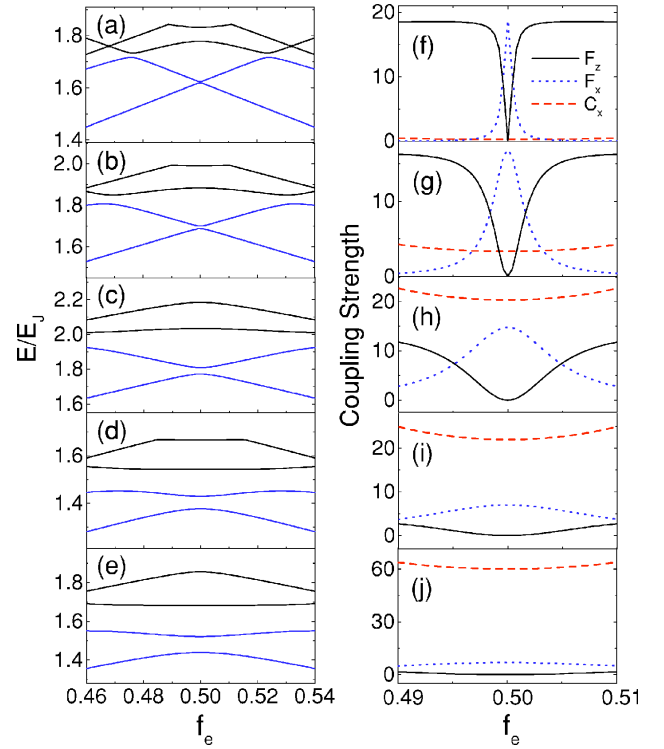 (a)
1.8
1.6
1.4
(b)
2.0
1.8
1.6
(c)
2.2
2.0
1.8
1.6
(d)
1.6
1.4
(e)
1.8
1.6
1.4
0.46 0.48 0.50 0.52 0.54
f_e
E/E_J
(f)
20
10
0
F_z
F_x
C_x
(g)
10
0
(h)
20
10
0
(i)
20
10
0
(j)
60
30
0
0.49 0.50 0.51
f_e
Coupling Strength